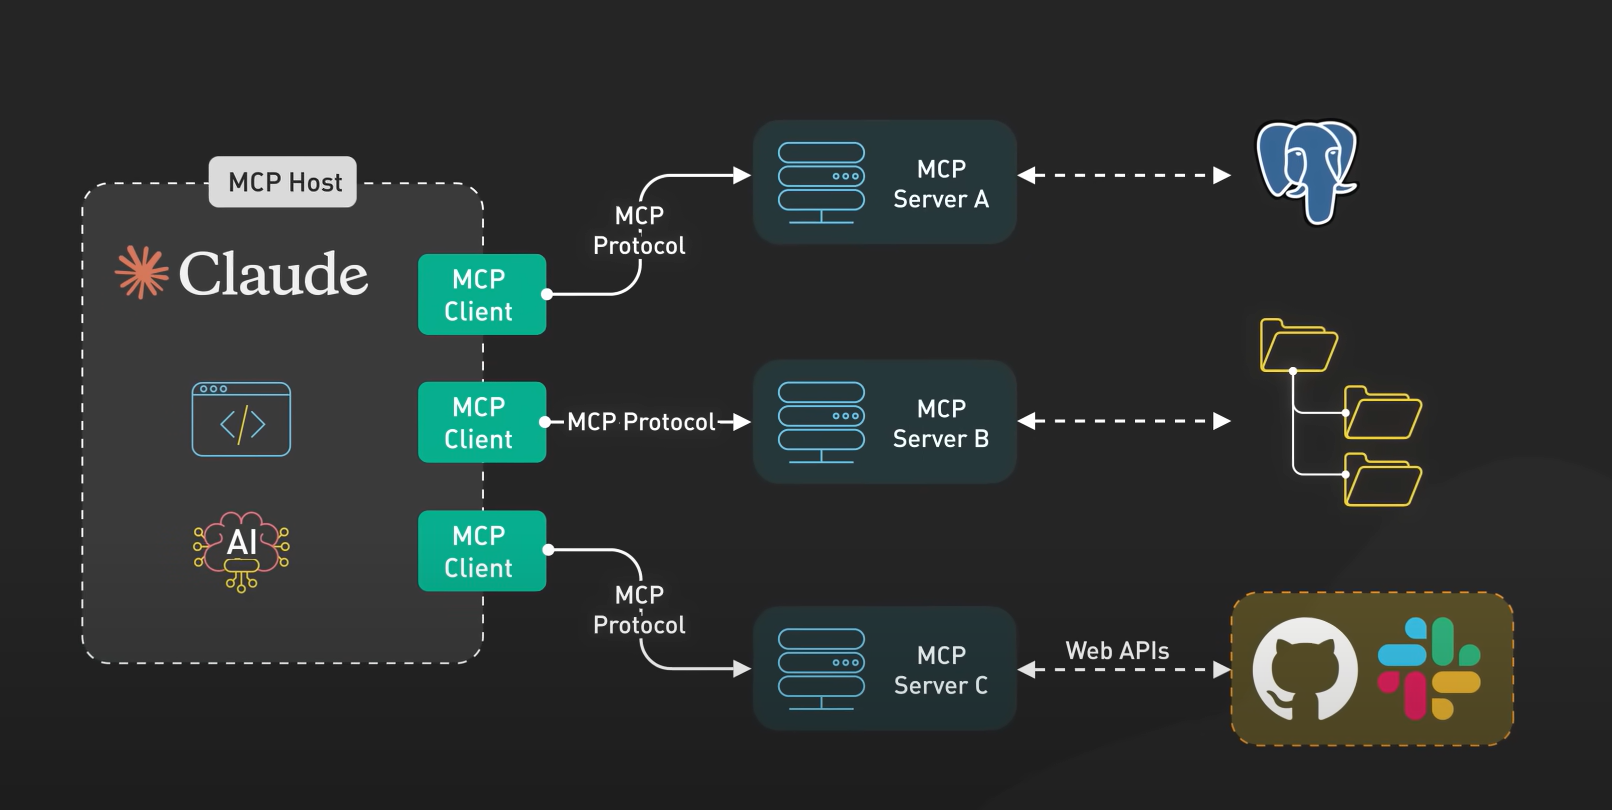 MCP Host
Claude
MCP
Client
MCP
Protocol
MCP
Server A
MCP
Client
MCP Protocol
MCP
Server B
AI
MCP
Client
MCP
Protocol
MCP
Server C
Web APIs